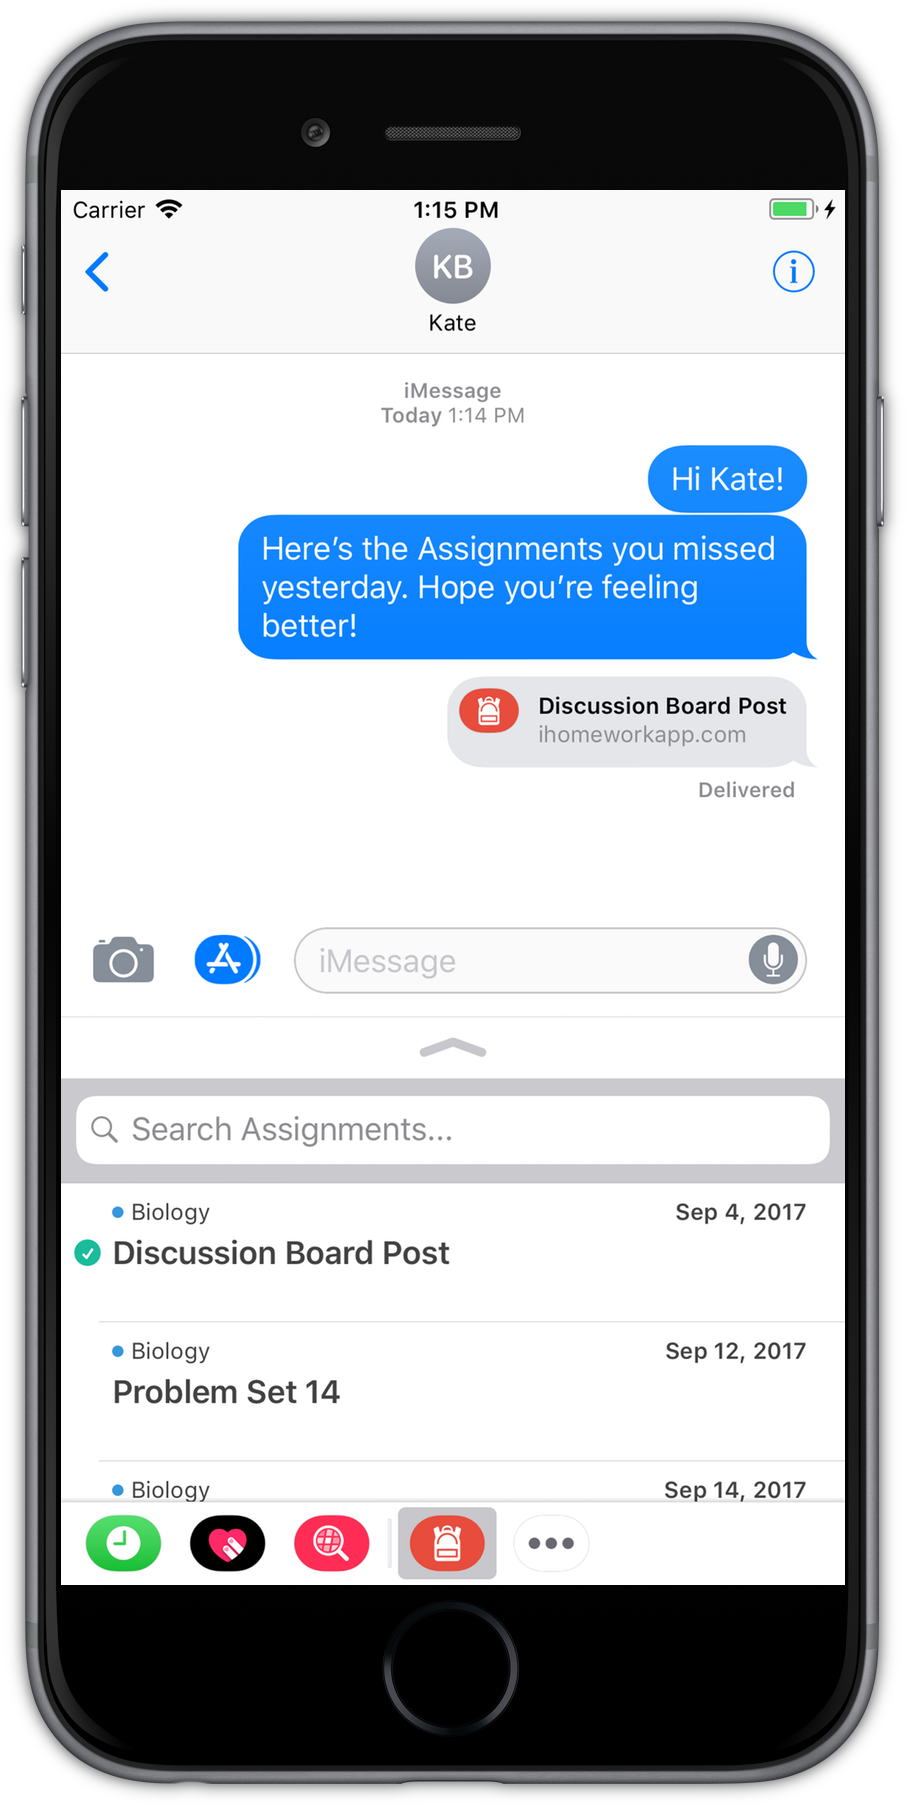 Carrier 1:15 PM
KB
Kate
iMessage
Today 1:14 PM
Hi Kate!
Here’s the Assignments you missed
yesterday. Hope you’re feeling
better!
Discussion Board Post
ihomeworkapp.com
Delivered
iMessage
Search Assignments...
Biology Sep 4, 2017
Discussion Board Post
Biology Sep 12, 2017
Problem Set 14
Biology Sep 14, 2017